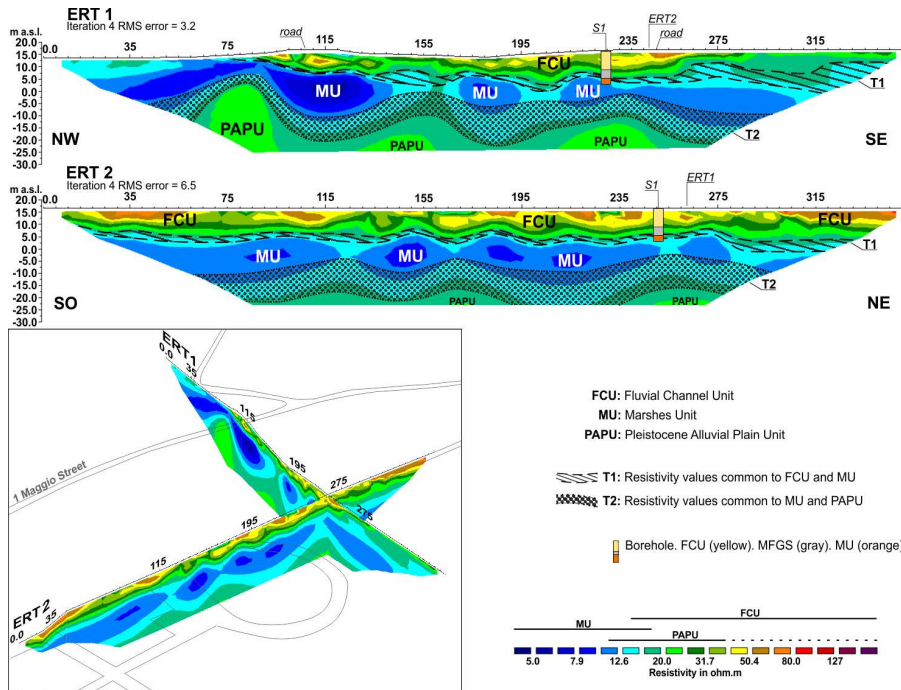 ERT 1
Iteration 4 RMS error = 3.2
m a.s.l.
S1 ERT2
road road
0.0 35 75 115 155 195 235 275 315
20.0
15.0
10.0
5.0
0.0
-5.0
-10.0
-15.0
-20.0
-25.0
-30.0
FCU
MU MU MU
T1
PAPU PAPU PAPU
T2
NW SE
ERT 2
Iteration 4 RMS error = 6.5
m a.s.l.
S1 ERT1
0.0 35 75 115 155 195 235 275 315
20.0
15.0
10.0
5.0
0.0
-5.0
-10.0
-15.0
-20.0
-25.0
-30.0
FCU FCU FCU
T1
MU MU MU
T2
PAPU PAPU
SO NE
ERT1
0.0
35
115
195
275
275
1 Maggio Street
195
115
ERT2
0.0 35
FCU: Fluvial Channel Unit
MU: Marshes Unit
PAPU: Pleistocene Alluvial Plain Unit
T1: Resistivity values common to FCU and MU
T2: Resistivity values common to MU and PAPU
Borehole. FCU (yellow). MFGS (gray). MU (orange)
FCU
MU
PAPU
5.0 7.9 12.6 20.0 31.7 50.4 80.0 127
Resistivity in ohm.m